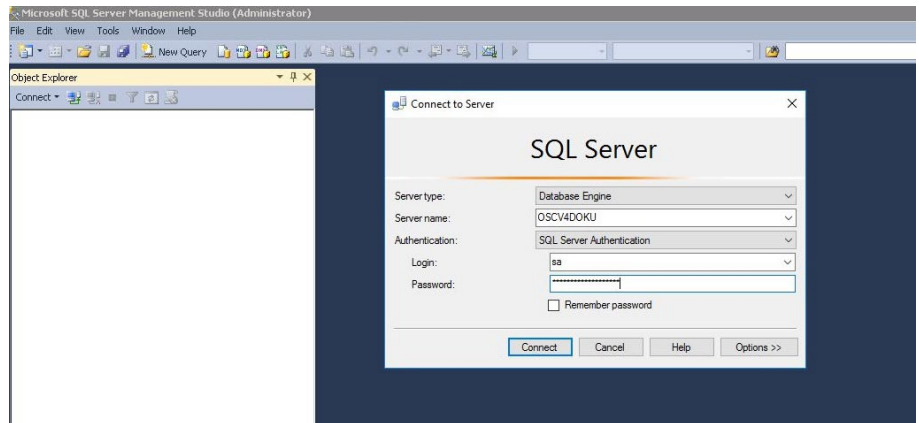 Microsoft SQL Server Management Studio (Administrator)
File Edit View Tools Window Help
New Query
Object Explorer
Connect
Connect to Server
SQL Server
Server type: Database Engine
Server name: OSCV4DOKU
Authentication: SQL Server Authentication
Login: sa
Password: *******************
Remember password
Connect Cancel Help Options >>